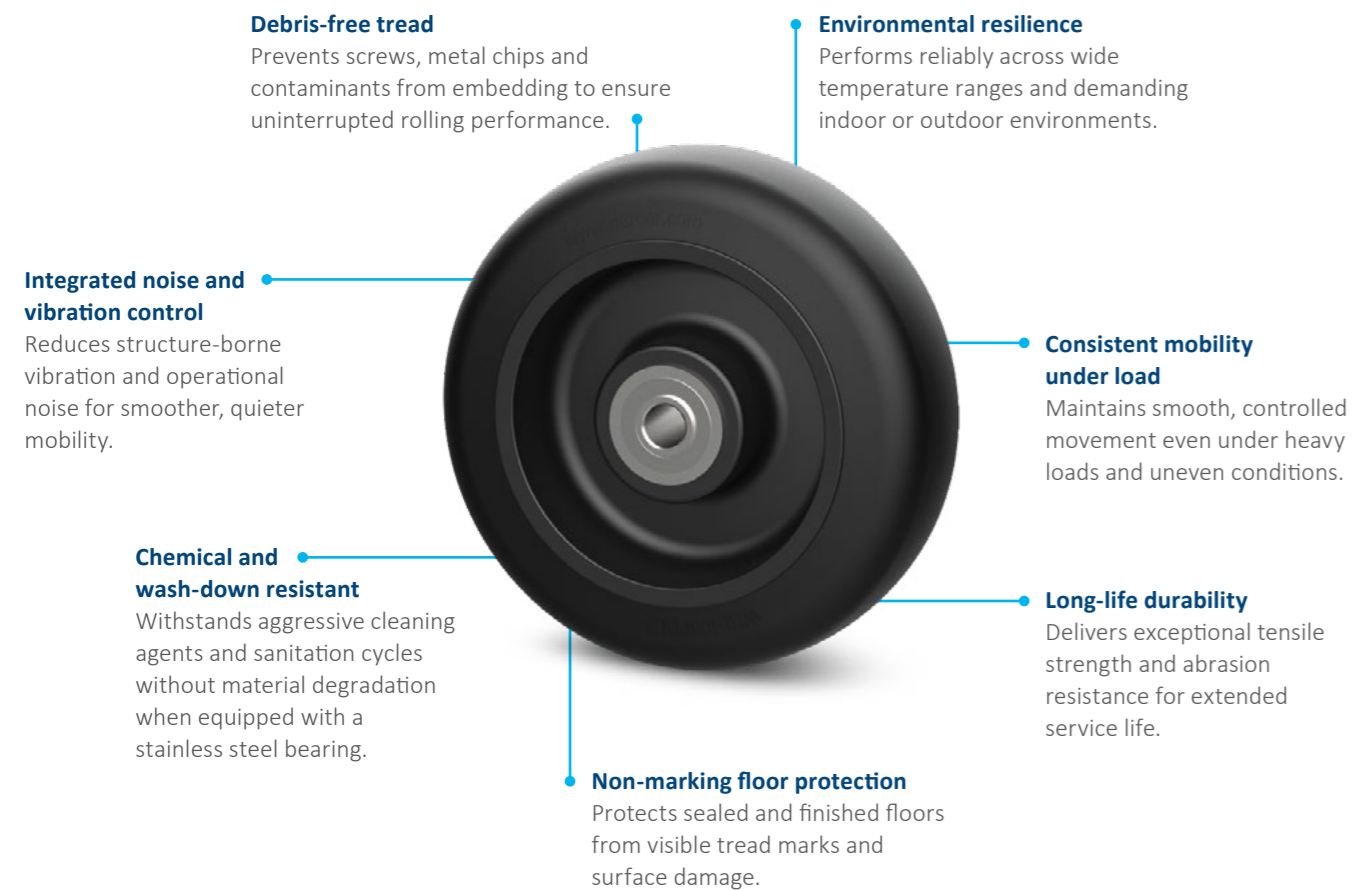 Debris-free tread
Prevents screws, metal chips and
contaminants from embedding to ensure
uninterrupted rolling performance.
Environmental resilience
Performs reliably across wide
temperature ranges and demanding
indoor or outdoor environments.
Integrated noise and
vibration control
Reduces structure-borne
vibration and operational
noise for smoother, quieter
mobility.
Consistent mobility
under load
Maintains smooth, controlled
movement even under heavy
loads and uneven conditions.
Chemical and
wash-down resistant
Withstands aggressive cleaning
agents and sanitation cycles
without material degradation
when equipped with a
stainless steel bearing.
Long-life durability
Delivers exceptional tensile
strength and abrasion
resistance for extended
service life.
Non-marking floor protection
Protects sealed and finished floors
from visible tread marks and
surface damage.